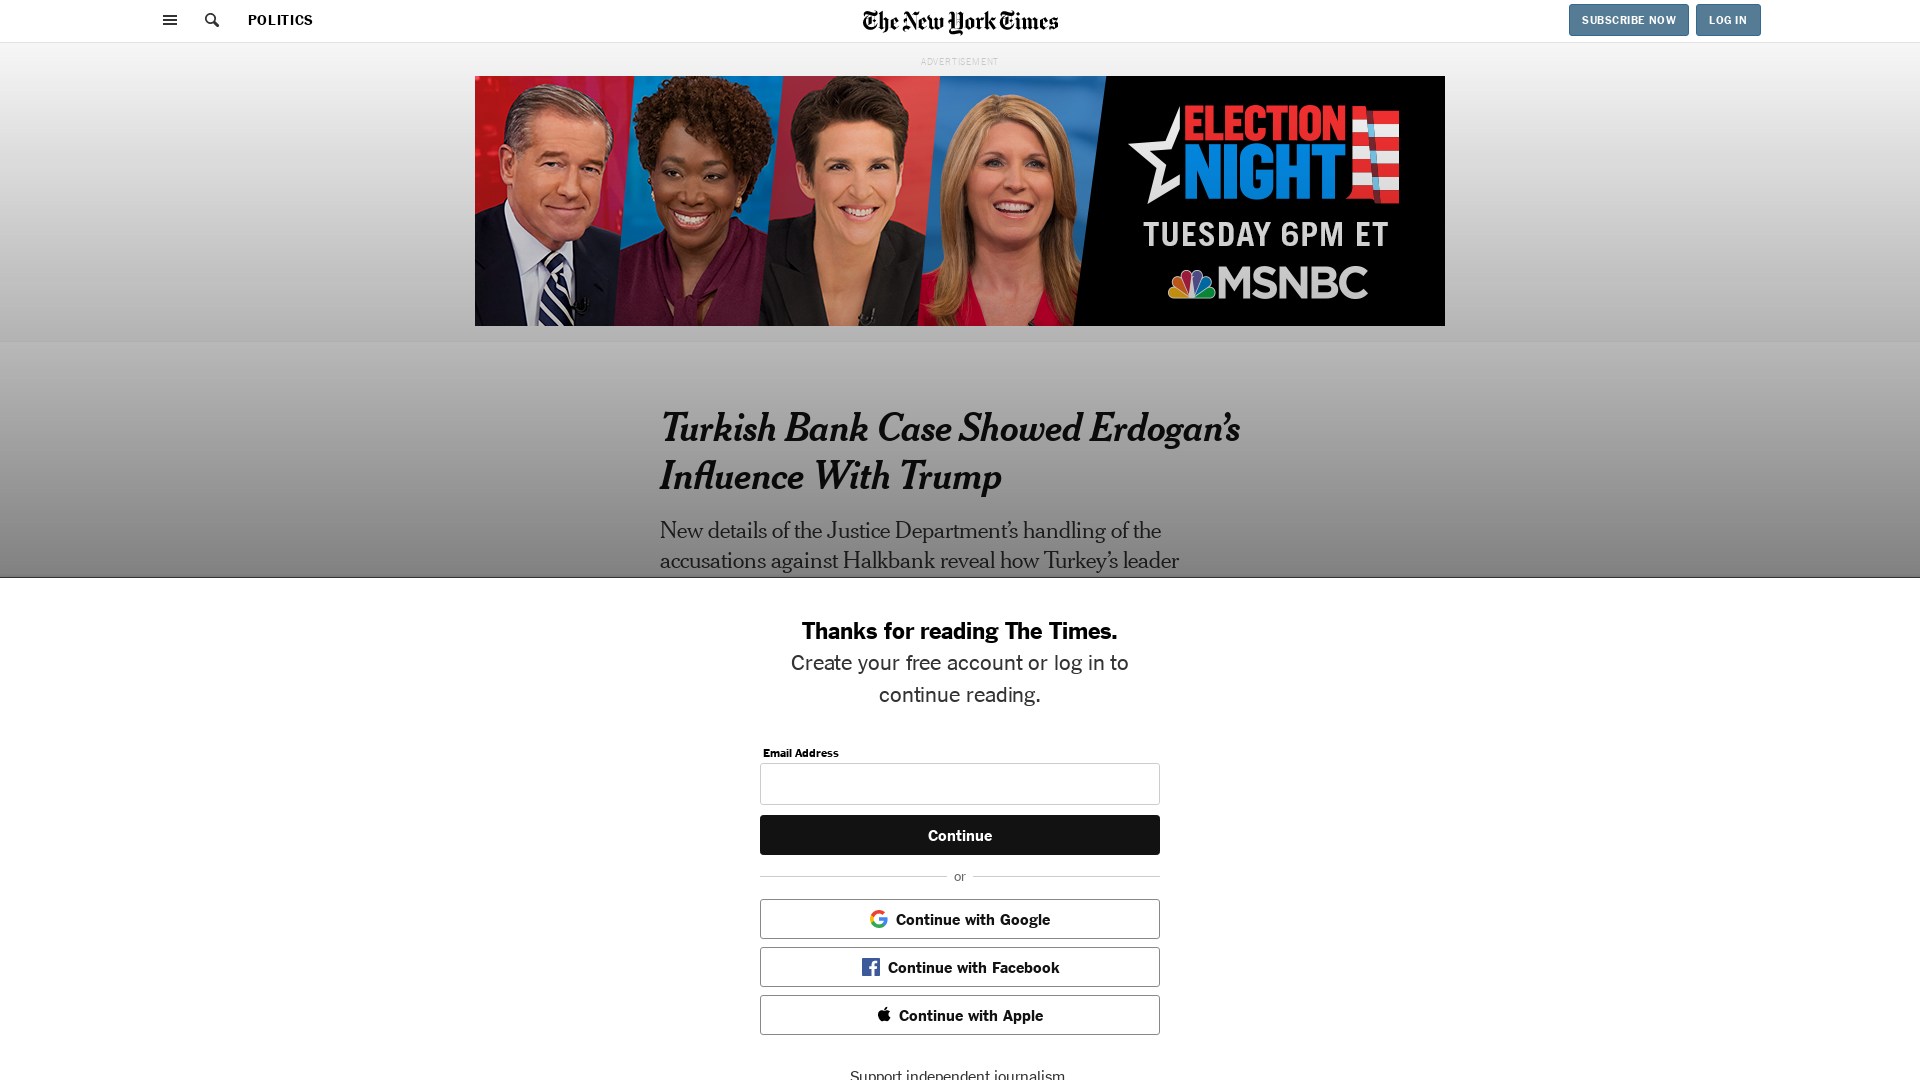 POLITICS
The New York Times
SUBSCRIBE NOW
LOG IN
ADVERTISEMENT
ELECTION
NIGHT
TUESDAY 6PM ET
MSNBC
Turkish Bank Case Showed Erdogan’s
Influence With Trump
New details of the Justice Department’s handling of the
accusations against Halkbank reveal how Turkey’s leader
Thanks for reading The Times.
Create your free account or log in to
continue reading.
Email Address
Continue
or
Continue with Google
Continue with Facebook
Continue with Apple
Support independent journalism